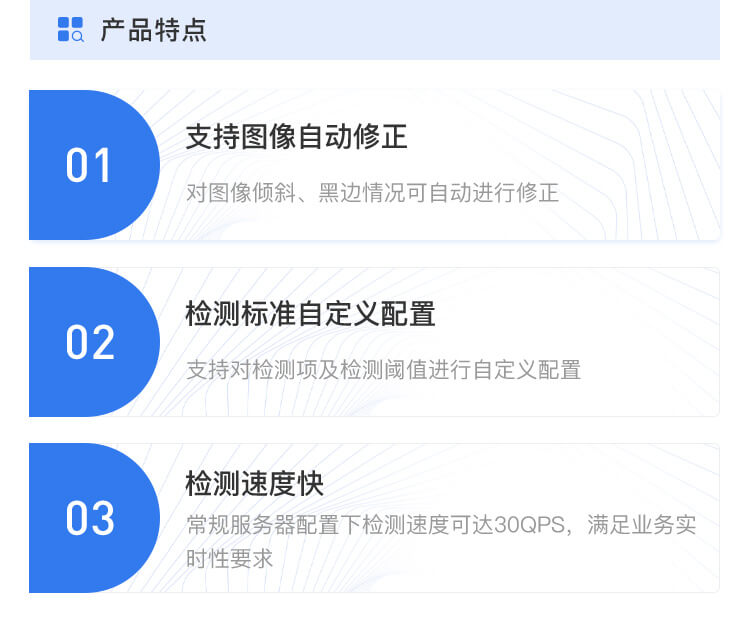 产品特点
01
支持图像自动修正
对图像倾斜、黑边情况可自动进行修正
02
检测标准自定义配置
支持对检测项及检测阈值进行自定义配置
03
检测速度快
常规服务器配置下检测速度可达30QPS，满足业务实
时性要求